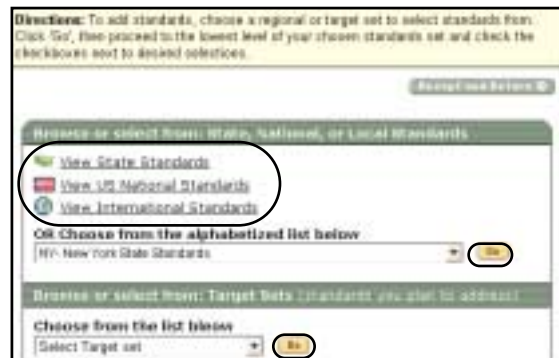 Directions: To add standards, choose a regional or target set to select standards from.
Click 'Go', then proceed to the lowest level of your chosen standards set and check the
checkboxes next to desired selections.
Accept and Return
Browse or select from: State, National, or Local Standards
View State Standards
View US National Standards
View International Standards
OR Choose from the alphabetized list below
NY- New York State Standards
Go
Browse or select from: Target Sets (standards you plan to address)
Choose from the list bleow
Select Target set
Go